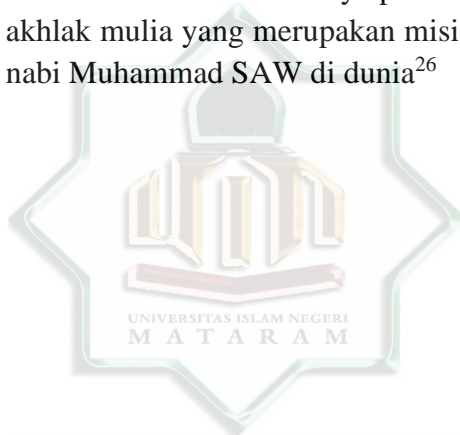 akhlak mulia yang merupakan misi
nabi Muhammad SAW di dunia²⁶
UNIVERSITAS ISLAM NEGERI
MATARAM